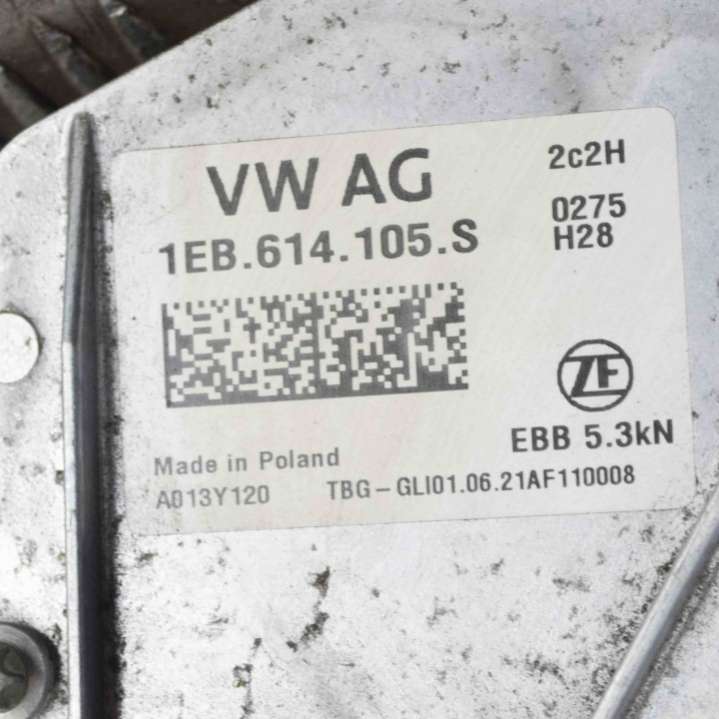 VW AG
2c2H
1EB.614.105.S
0275
H28
ZF
EBB 5.3kN
Made in Poland
A013Y120
TBG-GLI01.06.21AF110008